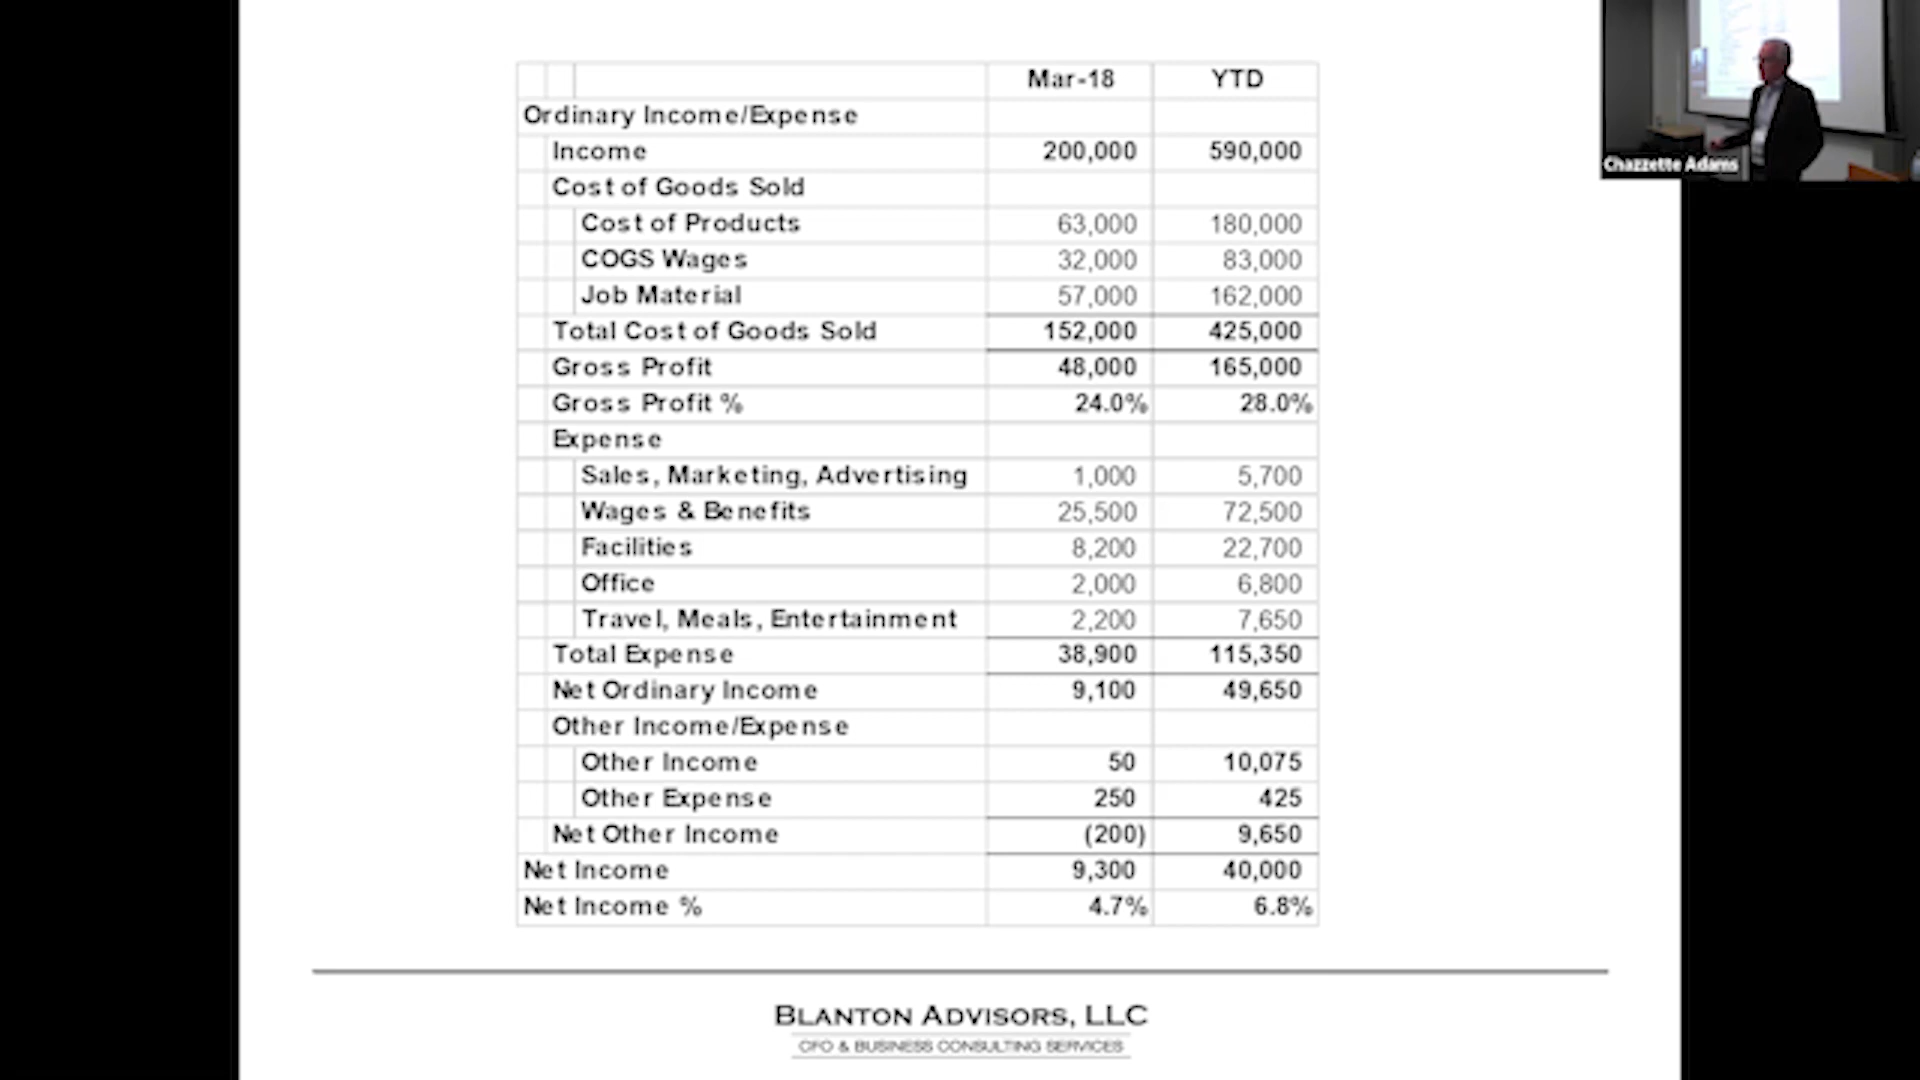 Mar-18 YTD
Ordinary Income/Expense
Income 200,000 590,000
Cost of Goods Sold
Cost of Products 63,000 180,000
COGS Wages 32,000 83,000
Job Material 57,000 162,000
Total Cost of Goods Sold 152,000 425,000
Gross Profit 48,000 165,000
Gross Profit % 24.0% 28.0%
Expense
Sales, Marketing, Advertising 1,000 5,700
Wages & Benefits 25,500 72,500
Facilities 8,200 22,700
Office 2,000 6,800
Travel, Meals, Entertainment 2,200 7,650
Total Expense 38,900 115,350
Net Ordinary Income 9,100 49,650
Other Income/Expense
Other Income 50 10,075
Other Expense 250 425
Net Other Income (200) 9,650
Net Income 9,300 40,000
Net Income % 4.7% 6.8%
BLANTON ADVISORS, LLC
CFO & BUSINESS CONSULTING SERVICES
Chazzette Adams